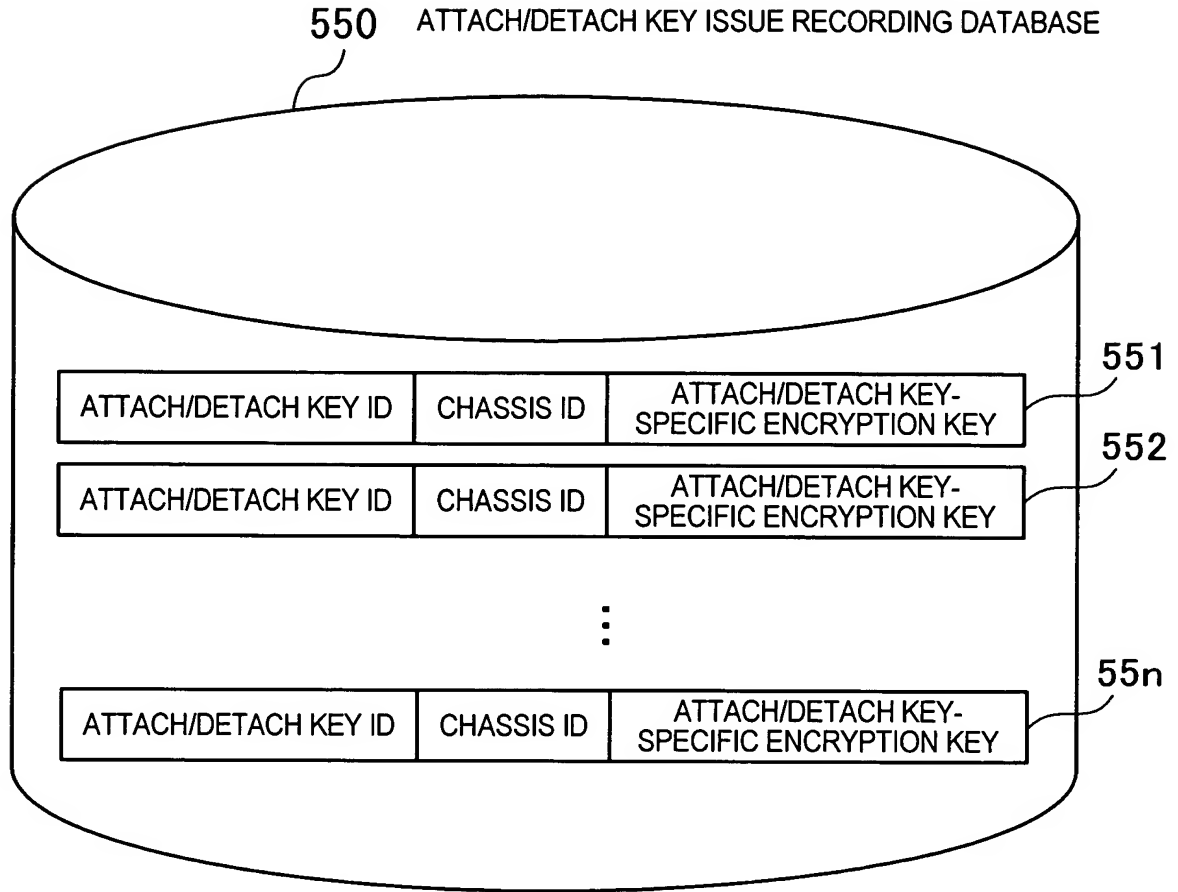 550 ATTACH/DETACH KEY ISSUE RECORDING DATABASE
551
ATTACH/DETACH KEY ID CHASSIS ID ATTACH/DETACH KEY-
SPECIFIC ENCRYPTION KEY
552
ATTACH/DETACH KEY ID CHASSIS ID ATTACH/DETACH KEY-
SPECIFIC ENCRYPTION KEY
⋮
55n
ATTACH/DETACH KEY ID CHASSIS ID ATTACH/DETACH KEY-
SPECIFIC ENCRYPTION KEY